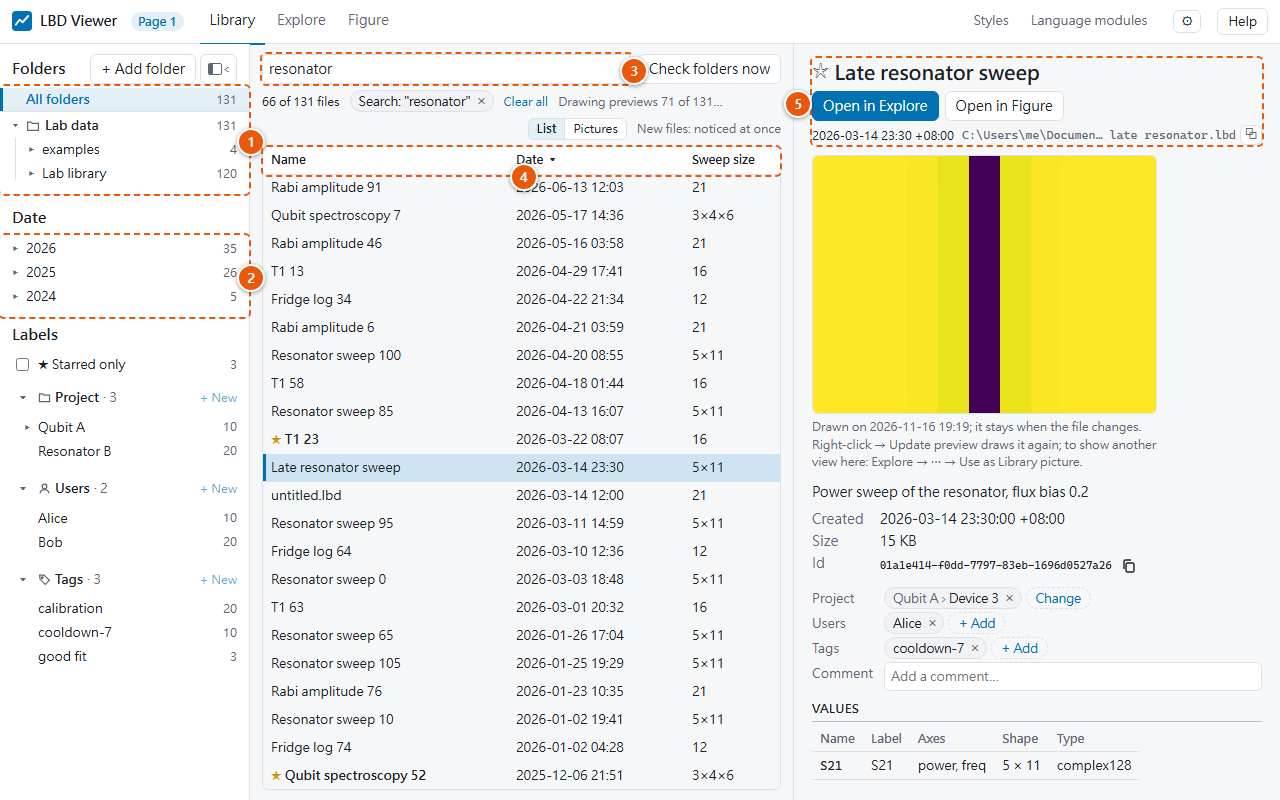 LBD Viewer Page 1 Library Explore Figure Styles Language modules Help
Folders + Add folder
All folders 131
Lab data 131
examples 4
Lab library 120
1
Date
2026 35
2025 26
2024 5
2
Labels
★ Starred only 3
Project · 3 + New
Qubit A 10
Resonator B 20
Users · 2 + New
Alice 10
Bob 20
Tags · 3 + New
calibration 20
cooldown-7 10
good fit 3
resonator 3 Check folders now
66 of 131 files Search: "resonator" × Clear all Drawing previews 71 of 131…
List Pictures New files: noticed at once
Name Date Sweep size
4
Rabi amplitude 91 2026-06-13 12:03 21
Qubit spectroscopy 7 2026-05-17 14:36 3×4×6
Rabi amplitude 46 2026-05-16 03:58 21
T1 13 2026-04-29 17:41 16
Fridge log 34 2026-04-22 21:34 12
Rabi amplitude 6 2026-04-21 03:59 21
Resonator sweep 100 2026-04-20 08:55 5×11
T1 58 2026-04-18 01:44 16
Resonator sweep 85 2026-04-13 16:07 5×11
★ T1 23 2026-03-22 08:07 16
Late resonator sweep 2026-03-14 23:30 5×11
untitled.lbd 2026-03-14 12:00 21
Resonator sweep 95 2026-03-11 14:59 5×11
Fridge log 64 2026-03-10 12:36 12
Resonator sweep 0 2026-03-03 18:48 5×11
T1 63 2026-03-01 20:32 16
Resonator sweep 65 2026-01-26 17:04 5×11
Resonator sweep 105 2026-01-25 19:29 5×11
Rabi amplitude 76 2026-01-23 10:35 21
Resonator sweep 10 2026-01-02 19:41 5×11
Fridge log 74 2026-01-02 04:28 12
★ Qubit spectroscopy 52 2025-12-06 21:51 3×4×6
☆ Late resonator sweep
5 Open in Explore Open in Figure
2026-03-14 23:30 +08:00 C:\Users\me\Documen… late resonator.lbd
Drawn on 2026-11-16 19:19; it stays when the file changes.
Right-click → Update preview draws it again; to show another
view here: Explore → ··· → Use as Library picture.
Power sweep of the resonator, flux bias 0.2
Created 2026-03-14 23:30:00 +08:00
Size 15 KB
Id 01a1e414-f0dd-7797-83eb-1696d0527a26
Project Qubit A › Device 3 × Change
Users Alice × + Add
Tags cooldown-7 × + Add
Comment Add a comment…
VALUES
Name Label Axes Shape Type
S21 S21 power, freq 5 × 11 complex128